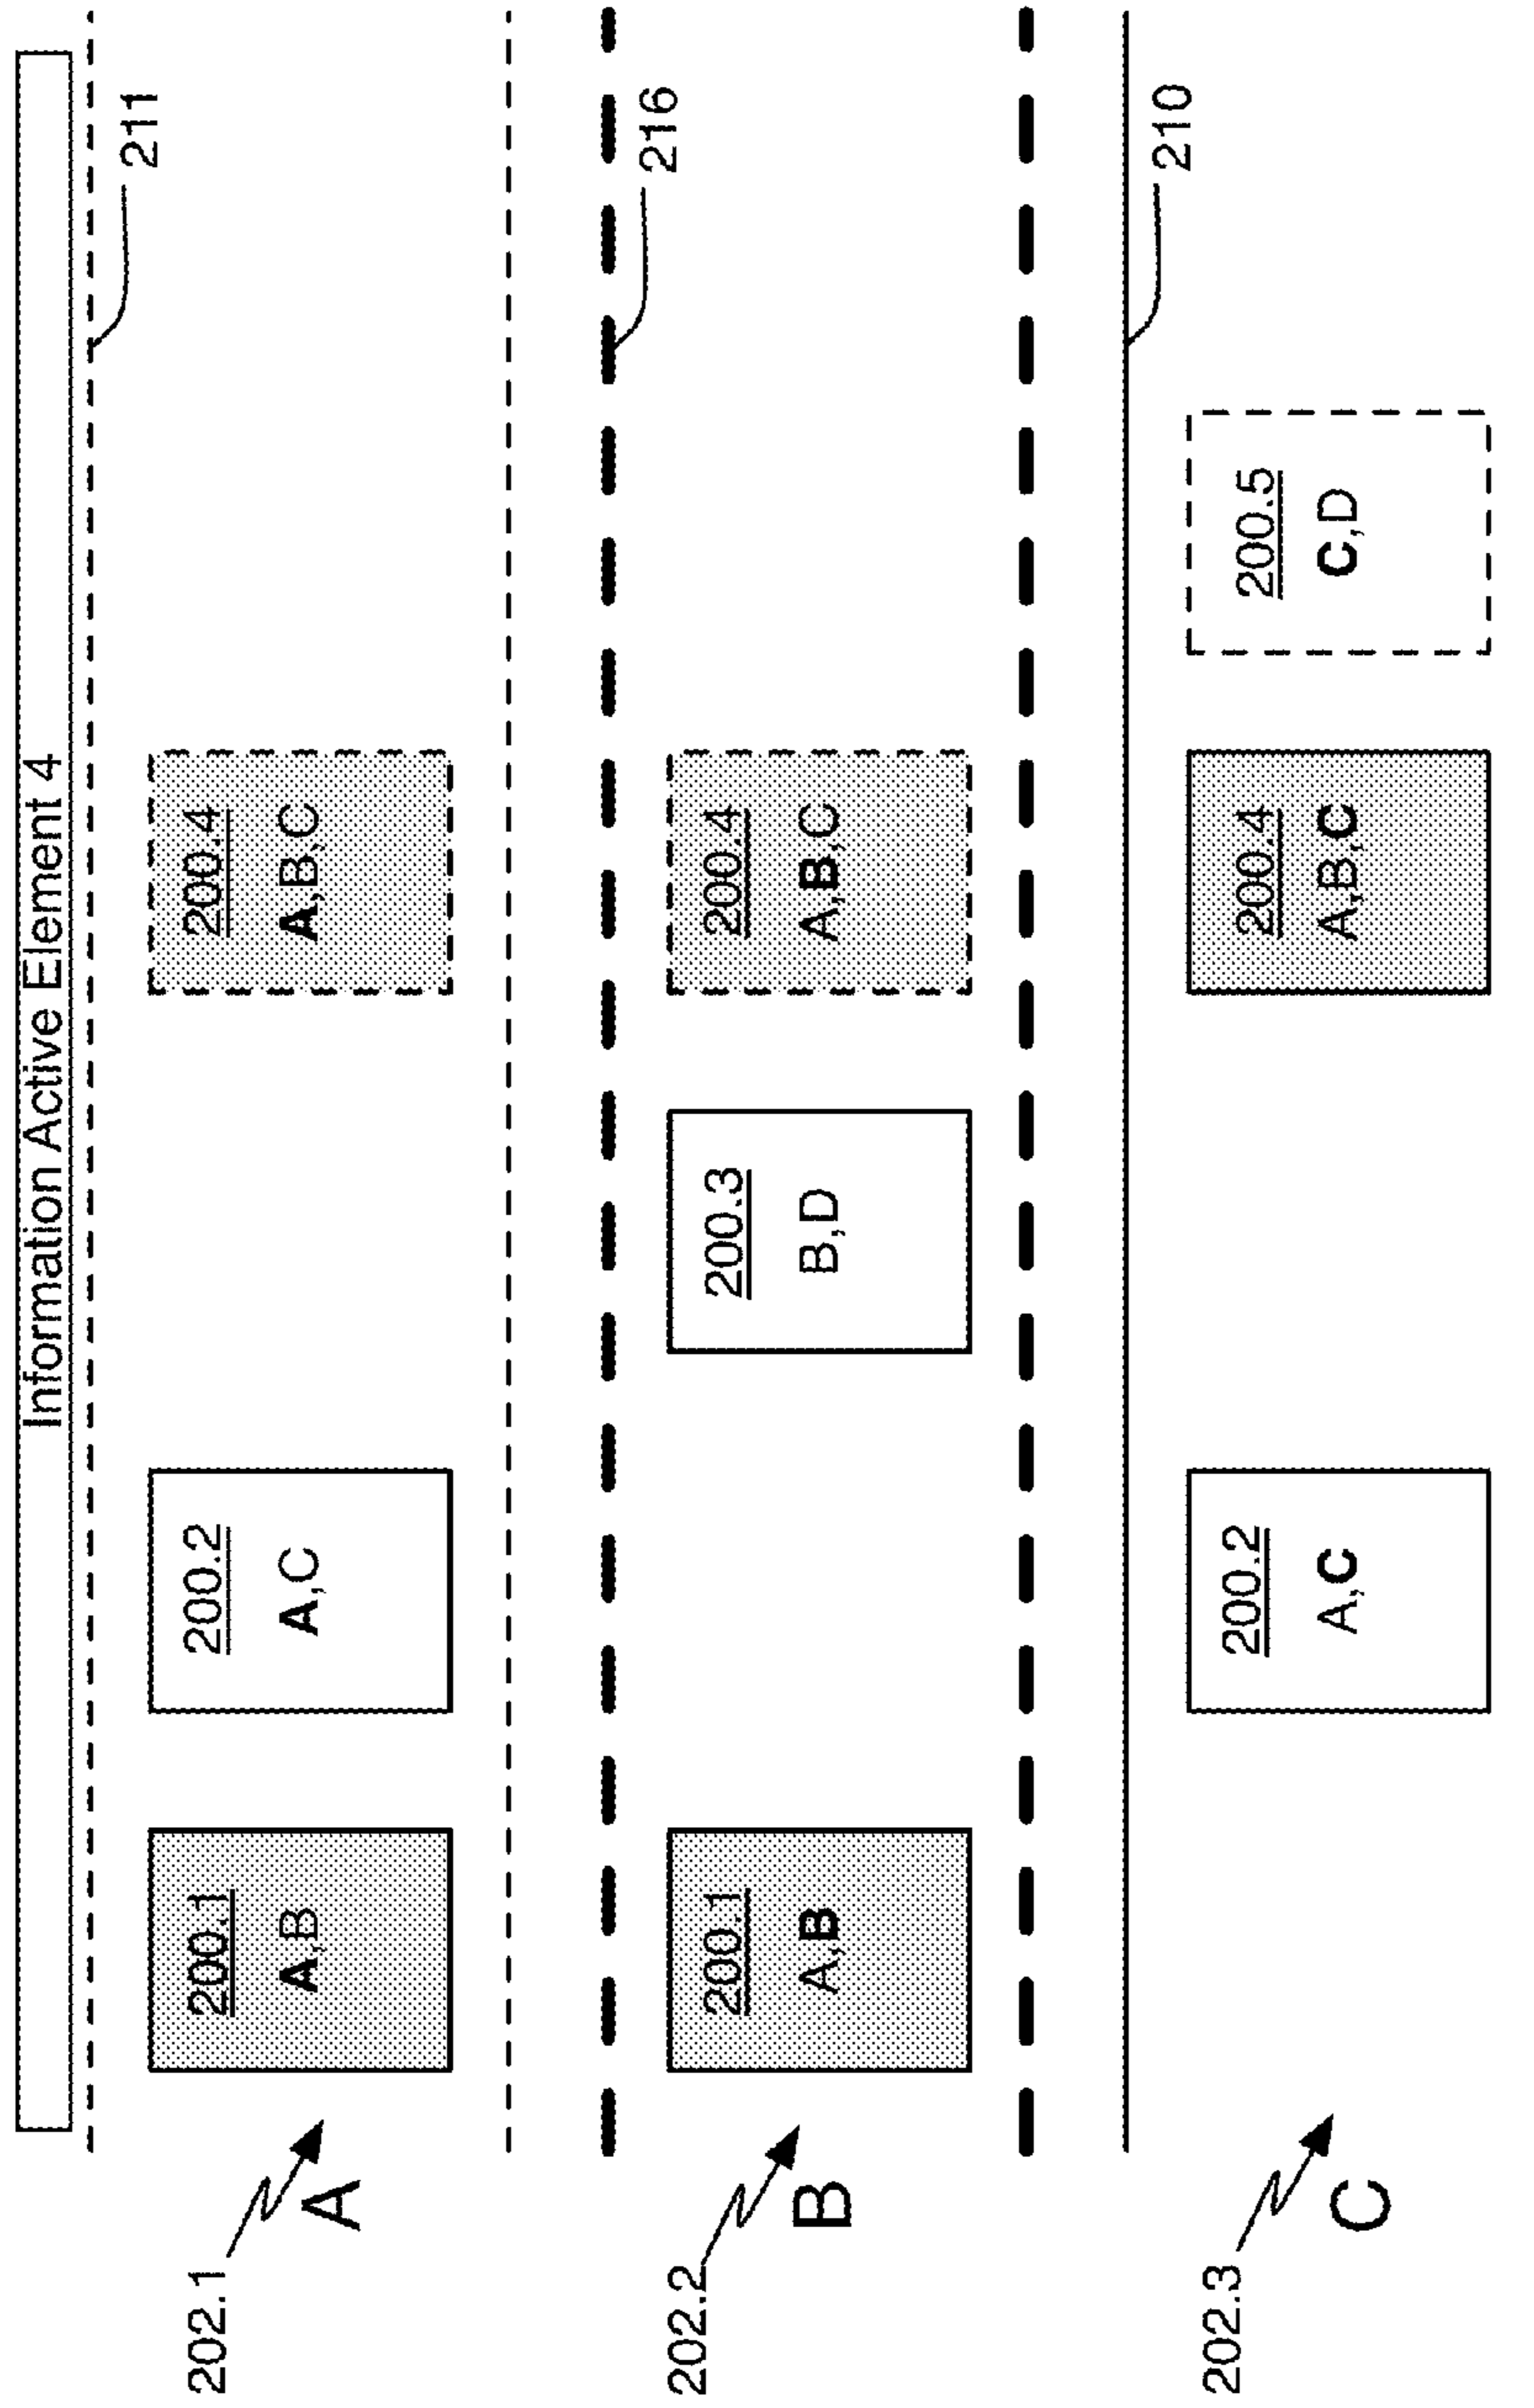 Information Active Element 4
211
202.1
A
200.1
A,B
200.2
A,C
200.4
A,B,C
216
202.2
B
200.1
A,B
200.3
B,D
200.4
A,B,C
210
202.3
C
200.2
A,C
200.4
A,B,C
200.5
C,D